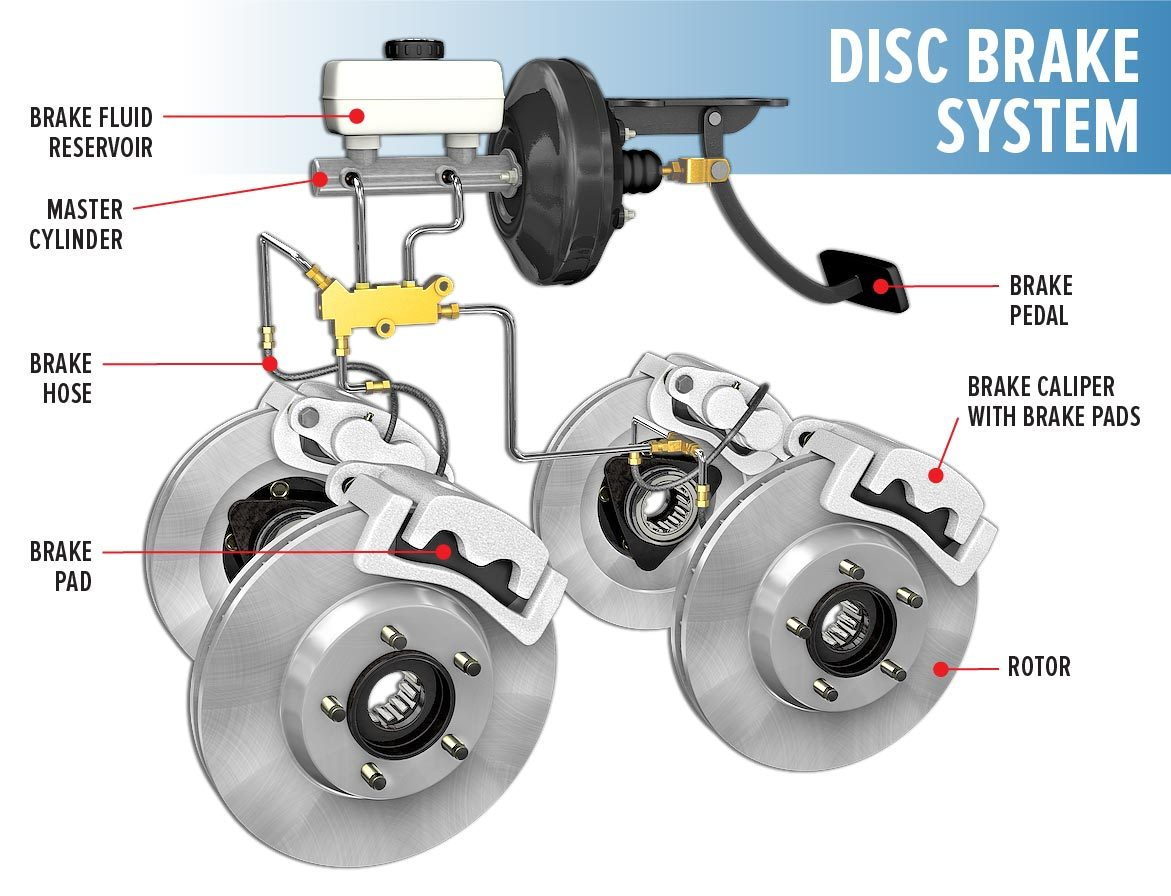 DISC BRAKE
SYSTEM
BRAKE FLUID
RESERVOIR
MASTER
CYLINDER
BRAKE
PEDAL
BRAKE
HOSE
BRAKE CALIPER
WITH BRAKE PADS
BRAKE
PAD
ROTOR